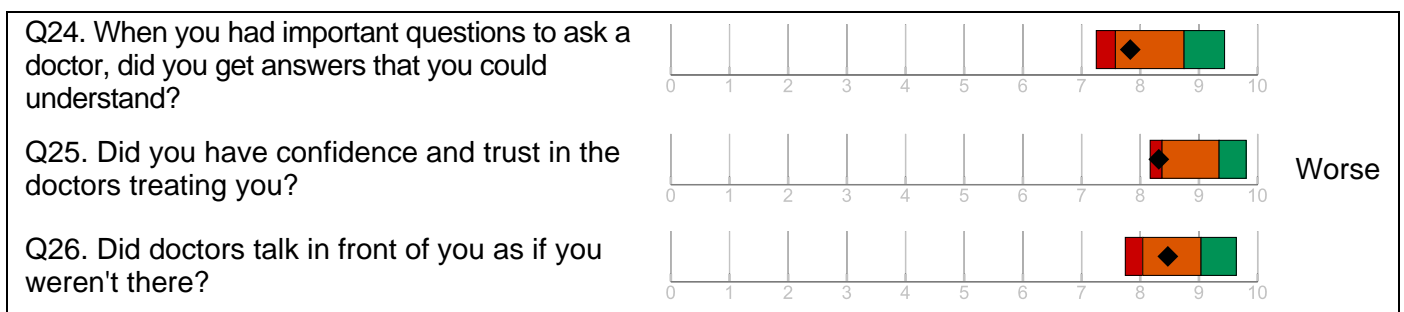 Q24. When you had important questions to ask a
doctor, did you get answers that you could
understand?
0 1 2 3 4 5 6 7 8 9 10
Q25. Did you have confidence and trust in the
doctors treating you?
Worse
0 1 2 3 4 5 6 7 8 9 10
Q26. Did doctors talk in front of you as if you
weren't there?
0 1 2 3 4 5 6 7 8 9 10